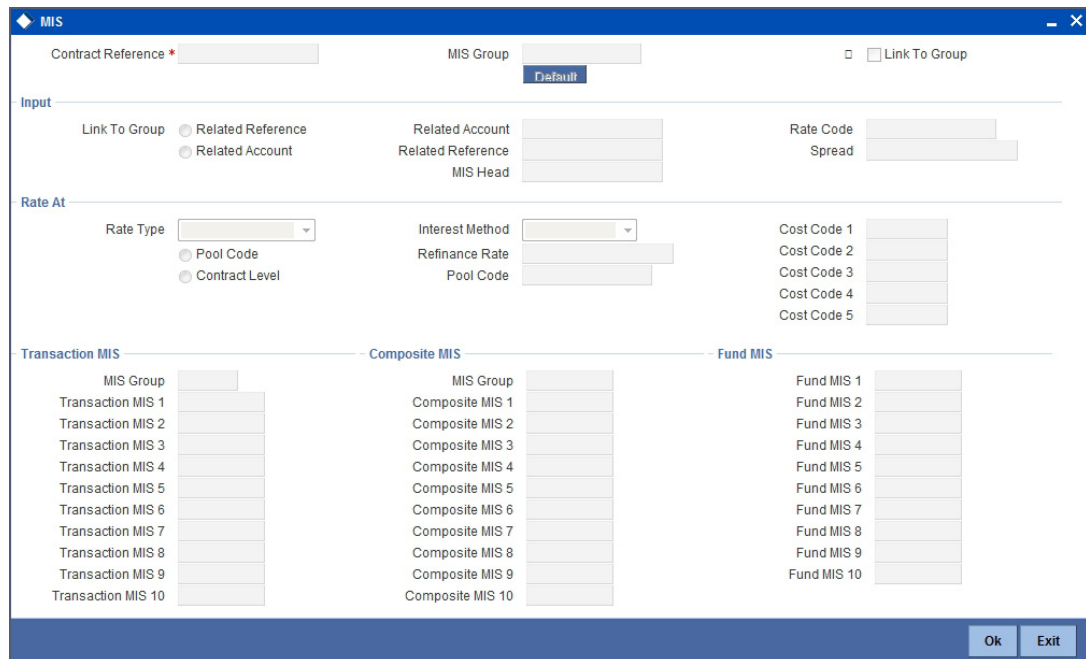 MIS
Contract Reference * MIS Group Link To Group
Default
Input
Link To Group Related Reference Related Account Rate Code
Related Account Related Reference Spread
MIS Head
Rate At
Rate Type Interest Method Cost Code 1
Pool Code Refinance Rate Cost Code 2
Contract Level Pool Code Cost Code 3
Cost Code 4
Cost Code 5
Transaction MIS Composite MIS Fund MIS
MIS Group MIS Group Fund MIS 1
Transaction MIS 1 Composite MIS 1 Fund MIS 2
Transaction MIS 2 Composite MIS 2 Fund MIS 3
Transaction MIS 3 Composite MIS 3 Fund MIS 4
Transaction MIS 4 Composite MIS 4 Fund MIS 5
Transaction MIS 5 Composite MIS 5 Fund MIS 6
Transaction MIS 6 Composite MIS 6 Fund MIS 7
Transaction MIS 7 Composite MIS 7 Fund MIS 8
Transaction MIS 8 Composite MIS 8 Fund MIS 9
Transaction MIS 9 Composite MIS 9 Fund MIS 10
Transaction MIS 10 Composite MIS 10
Ok Exit